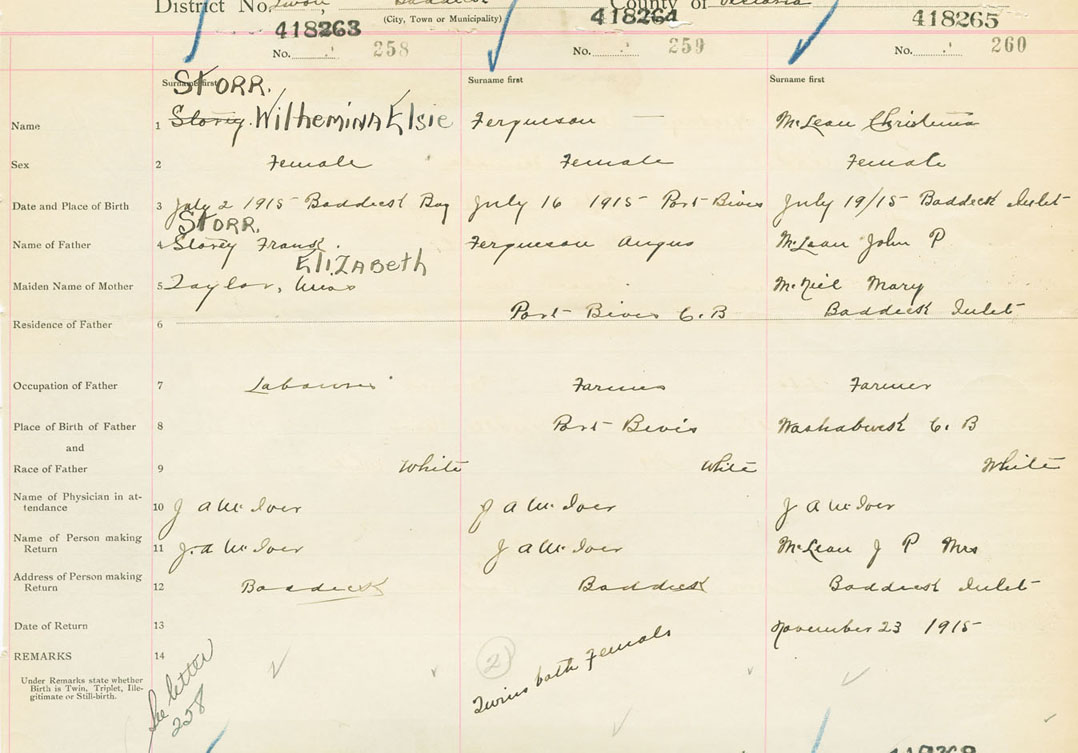 District No. County of Victoria
(City, Town or Municipality)
418263 418264 418265
No. 258 No. 259 No. 260
Surname first Surname first Surname first
STORR.
Name 1 Storey. Wilhemina Elsie Fergueson — McLean Christina
Sex 2 Female Female Female
Date and Place of Birth 3 July 2 1915 Baddeck Bay July 16 1915 Port Bevis July 19/15 Baddeck Inlet
STORR.
Name of Father 4 Storey Frank. Fergueson Angus McLean John P
ELIZABETH
Maiden Name of Mother 5 Taylor, McNiel Mary
Port Bevis C.B Baddeck Inlet
Residence of Father 6
Occupation of Father 7 Labourer Farmer Farmer
Place of Birth of Father 8 Port Bevis Washabuck C. B
and
Race of Father 9 White White White
Name of Physician in at-
tendance 10 J A McIver J A McIver J A McIver
Name of Person making
Return 11 J. A McIver J A McIver McLean J P Mrs
Address of Person making
Return 12 Baddeck Baddeck Baddeck Inlet
Date of Return 13 November 23 1915
REMARKS 14 2 Twins both Female
Under Remarks state whether
Birth is Twin, Triplet, Ille-
gitimate or Still-birth.
See letter
258